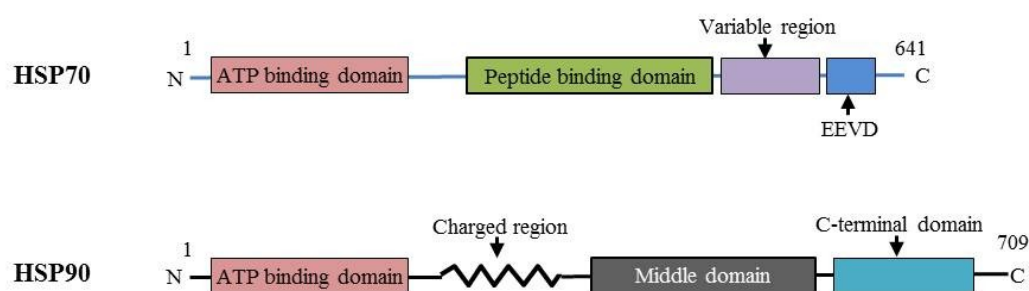 Variable region
1
641
HSP70
N
ATP binding domain
Peptide binding domain
C
EEVD
Charged region
C-terminal domain
1
709
HSP90
N
ATP binding domain
Middle domain
C